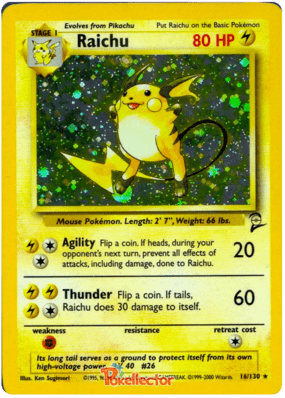 Evolves from Pikachu Put Raichu on the Basic Pokémon
STAGE 1
Raichu 80 HP
Mouse Pokémon. Length: 2' 7", Weight: 66 lbs.
Agility Flip a coin. If heads, during your
opponent's next turn, prevent all effects of
attacks, including damage, done to Raichu.
20
Thunder Flip a coin. If tails,
Raichu does 30 damage to itself.
60
weakness resistance retreat cost
Its long tail serves as a ground to protect itself from its own
high-voltage power. 40 #26
Illus. Ken Sugimori ©1995, ©1999-2000 Wizards. 16/130 ★
Pokellector